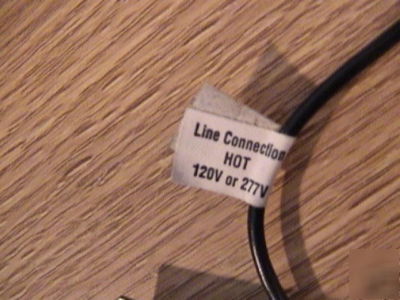 Line Connection
HOT
120V or 277V